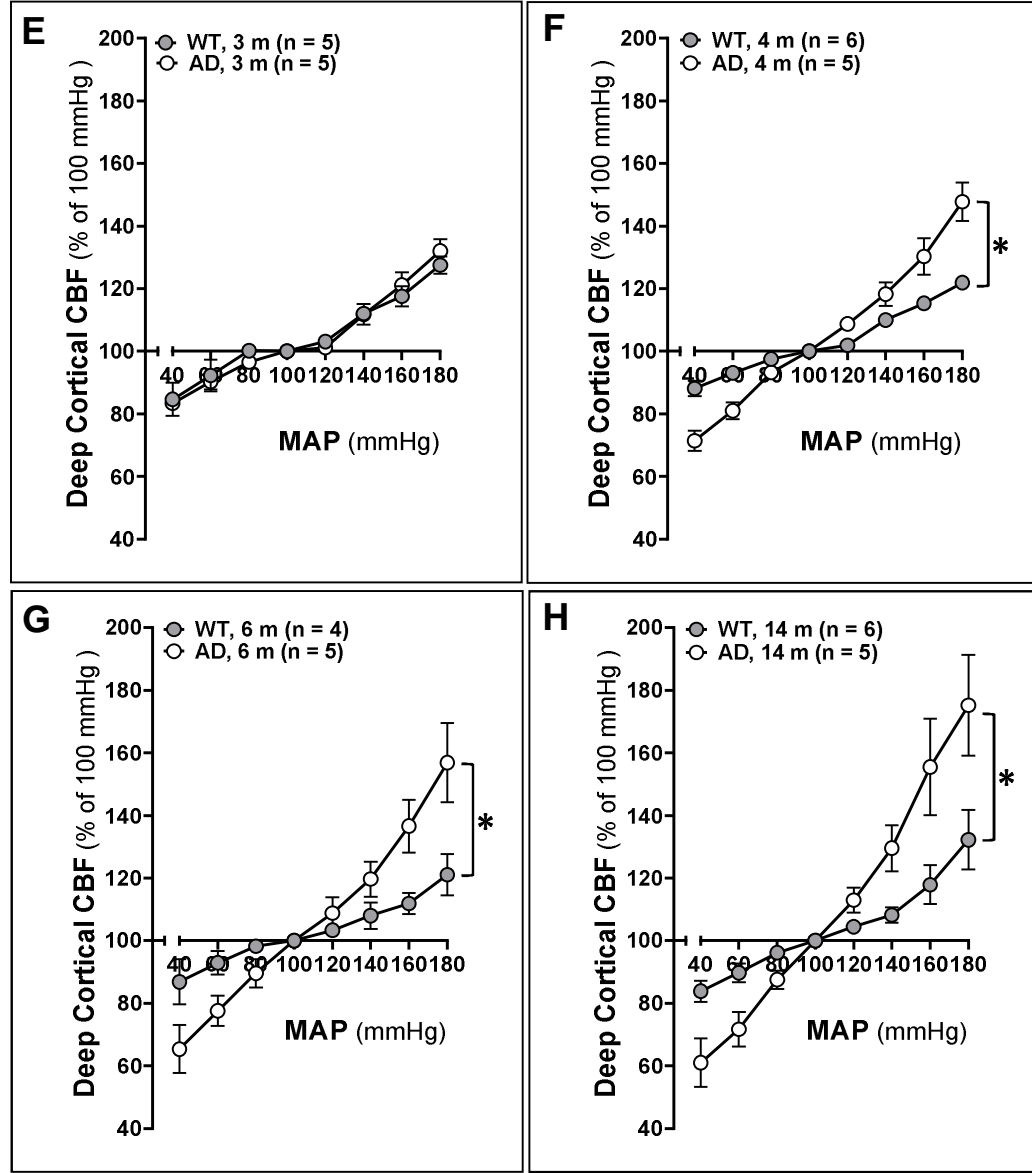 E
WT, 3 m (n = 5)
AD, 3 m (n = 5)
Deep Cortical CBF (% of 100 mmHg )
200
180
160
140
120
100
80
60
40
40 60 80 100 120 140 160 180
MAP (mmHg)
F
WT, 4 m (n = 6)
AD, 4 m (n = 5)
Deep Cortical CBF (% of 100 mmHg )
200
180
160
140
120
100
80
60
40
40 60 80 100 120 140 160 180
*
MAP (mmHg)
G
WT, 6 m (n = 4)
AD, 6 m (n = 5)
Deep Cortical CBF (% of 100 mmHg )
200
180
160
140
120
100
80
60
40
40 60 80 100 120 140 160 180
*
MAP (mmHg)
H
WT, 14 m (n = 6)
AD, 14 m (n = 5)
Deep Cortical CBF (% of 100 mmHg )
200
180
160
140
120
100
80
60
40
40 60 80 100 120 140 160 180
*
MAP (mmHg)